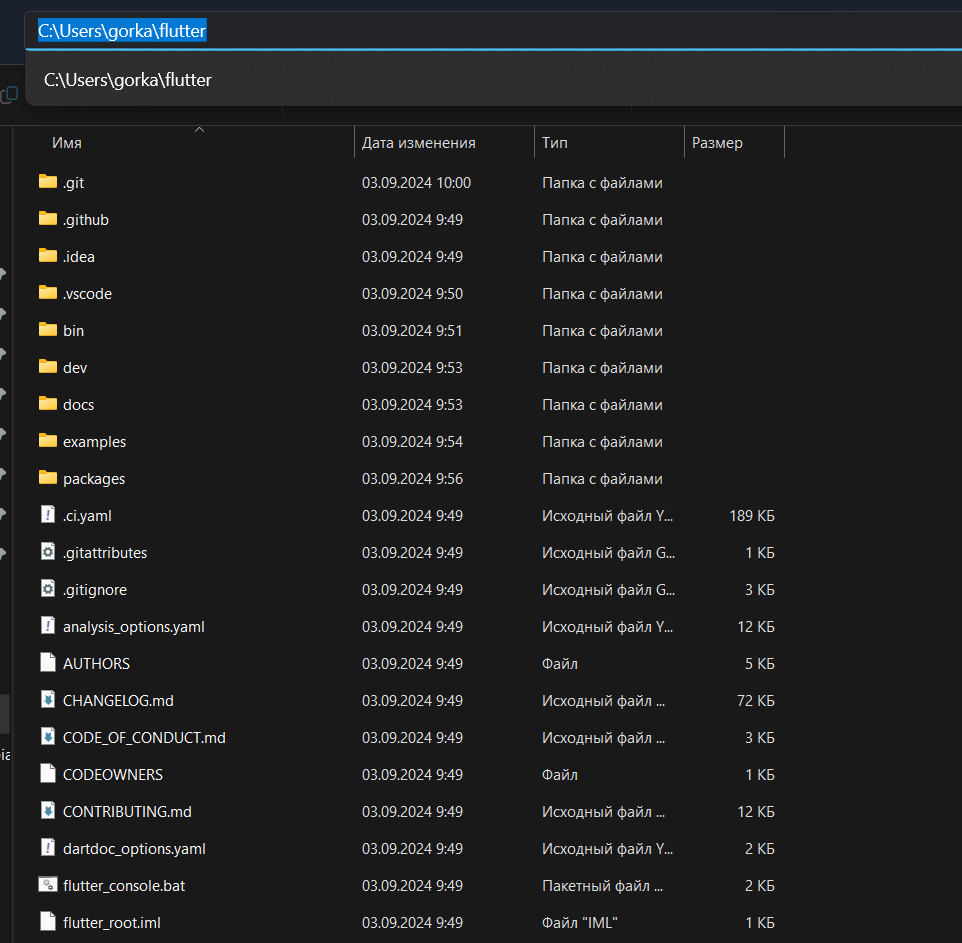 C:\Users\gorka\flutter
C:\Users\gorka\flutter
Имя Дата изменения Тип Размер
.git 03.09.2024 10:00 Папка с файлами
.github 03.09.2024 9:49 Папка с файлами
.idea 03.09.2024 9:49 Папка с файлами
.vscode 03.09.2024 9:50 Папка с файлами
bin 03.09.2024 9:51 Папка с файлами
dev 03.09.2024 9:53 Папка с файлами
docs 03.09.2024 9:53 Папка с файлами
examples 03.09.2024 9:54 Папка с файлами
packages 03.09.2024 9:56 Папка с файлами
.ci.yaml 03.09.2024 9:49 Исходный файл Y... 189 КБ
.gitattributes 03.09.2024 9:49 Исходный файл G... 1 КБ
.gitignore 03.09.2024 9:49 Исходный файл G... 3 КБ
analysis_options.yaml 03.09.2024 9:49 Исходный файл Y... 12 КБ
AUTHORS 03.09.2024 9:49 Файл 5 КБ
CHANGELOG.md 03.09.2024 9:49 Исходный файл ... 72 КБ
CODE_OF_CONDUCT.md 03.09.2024 9:49 Исходный файл ... 3 КБ
CODEOWNERS 03.09.2024 9:49 Файл 1 КБ
CONTRIBUTING.md 03.09.2024 9:49 Исходный файл ... 12 КБ
dartdoc_options.yaml 03.09.2024 9:49 Исходный файл Y... 2 КБ
flutter_console.bat 03.09.2024 9:49 Пакетный файл ... 2 КБ
flutter_root.iml 03.09.2024 9:49 Файл "IML" 1 КБ